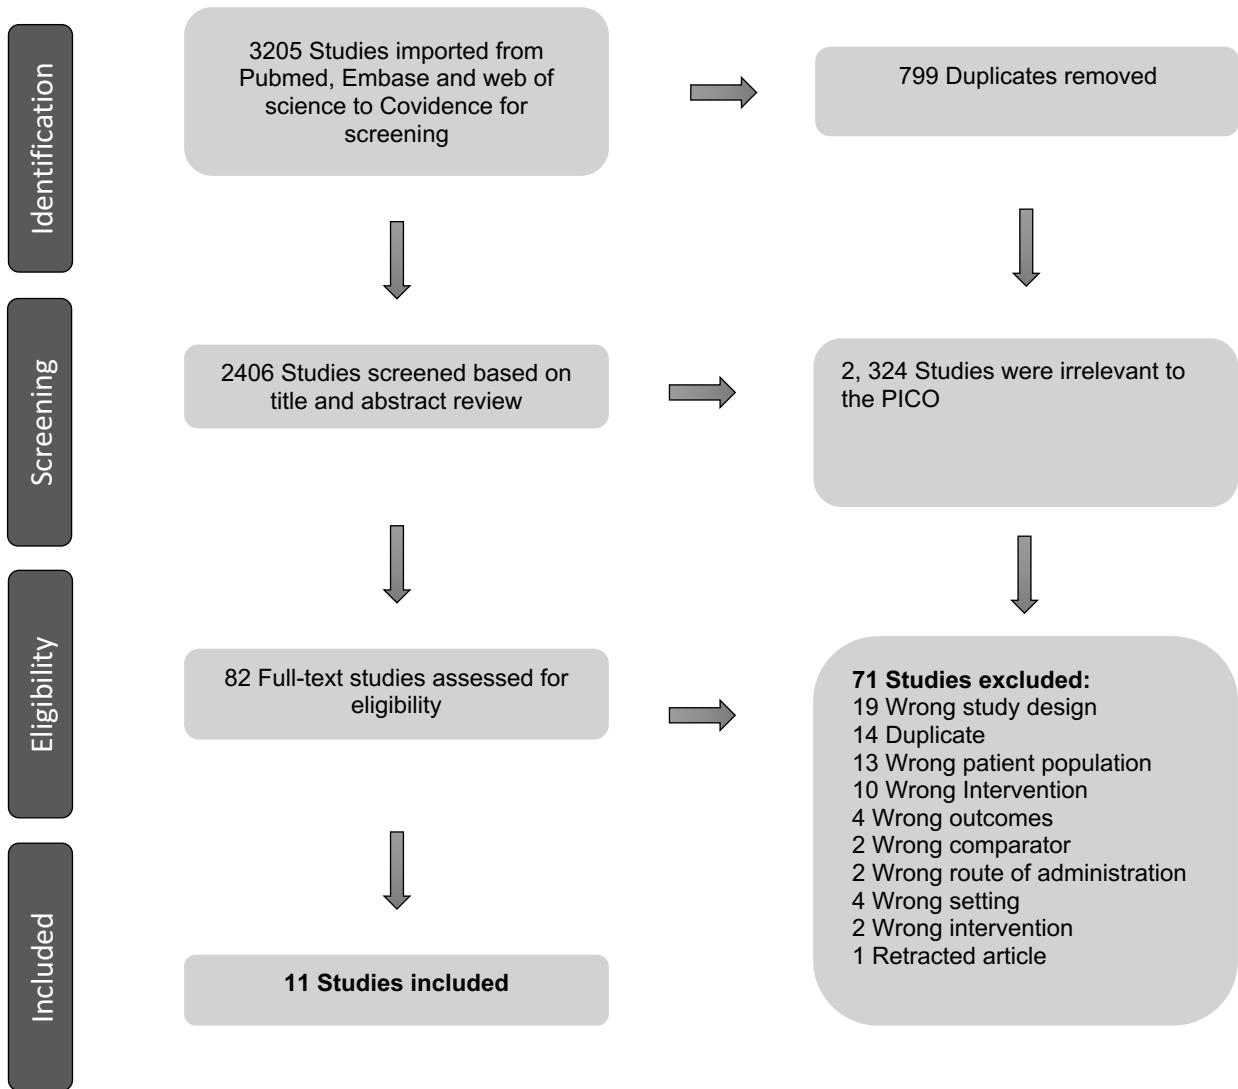 Identification
3205 Studies imported from
Pubmed, Embase and web of
science to Covidence for
screening
799 Duplicates removed
Screening
2406 Studies screened based on
title and abstract review
2, 324 Studies were irrelevant to
the PICO
Eligibility
82 Full-text studies assessed for
eligibility
71 Studies excluded:
19 Wrong study design
14 Duplicate
13 Wrong patient population
10 Wrong Intervention
4 Wrong outcomes
2 Wrong comparator
2 Wrong route of administration
4 Wrong setting
2 Wrong intervention
1 Retracted article
Included
11 Studies included